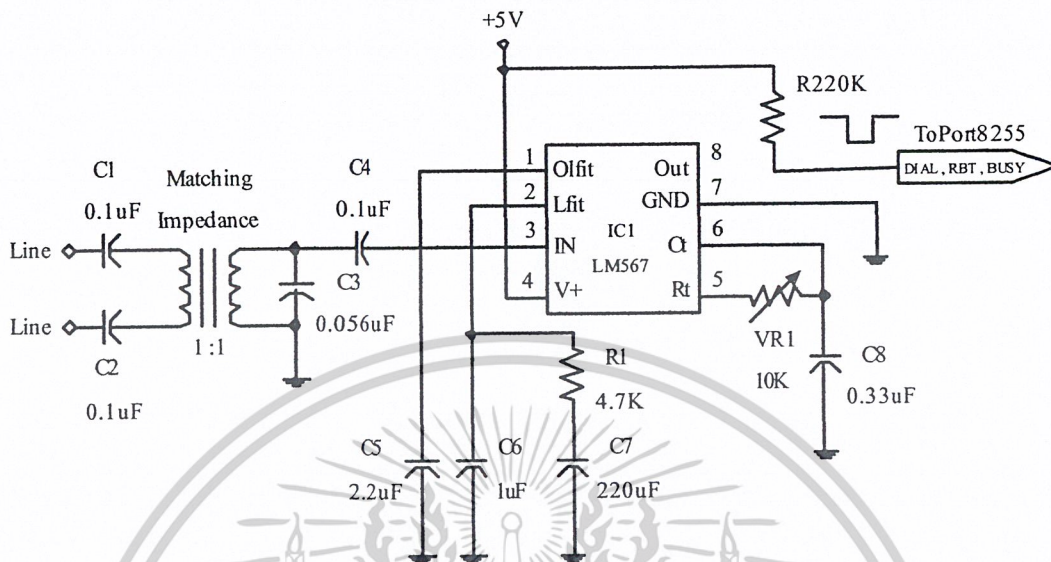 +5V
R220K
ToPort8255
DIAL, RBT, BUSY
C1
0.1uF
Matching
Impedance
C4
0.1uF
1
Olfit
Out
8
2
Lfit
GND
7
3
IN
IC1
Ct
6
LM567
4
V+
Rt
5
Line
Line
C3
0.056uF
C2
0.1uF
1:1
VR1
10K
C8
0.33uF
R1
4.7K
C5
2.2uF
C6
1uF
C7
220uF